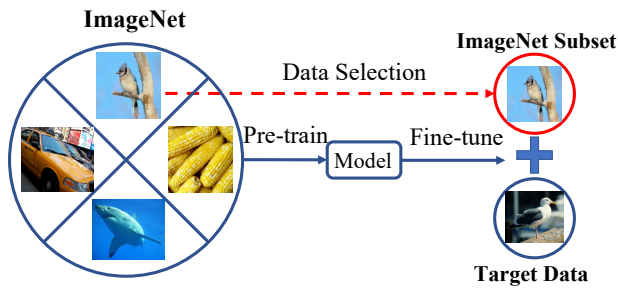 ImageNet
ImageNet Subset
Data Selection
Pre-train
Model
Fine-tune
Target Data